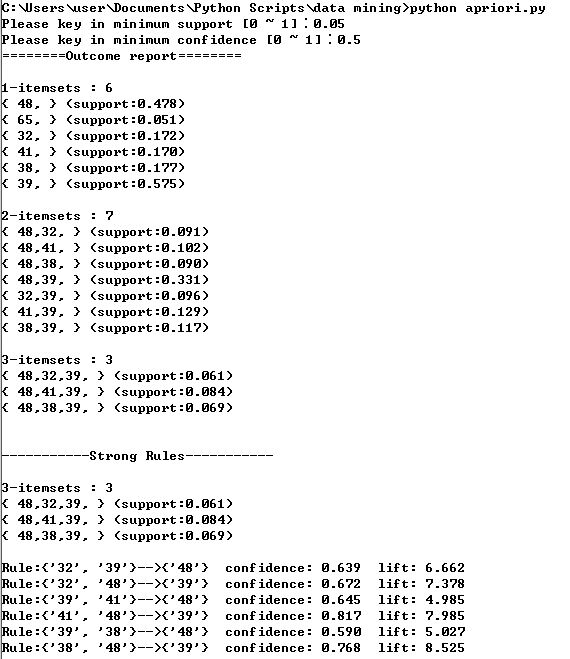 C:\Users\user\Documents\Python Scripts\data mining>python apriori.py
Please key in minimum support [0 ~ 1]：0.05
Please key in minimum confidence [0 ~ 1]：0.5
========Outcome report========
1-itemsets : 6
{ 48, } (support:0.478)
{ 65, } (support:0.051)
{ 32, } (support:0.172)
{ 41, } (support:0.170)
{ 38, } (support:0.177)
{ 39, } (support:0.575)
2-itemsets : 7
{ 48,32, } (support:0.091)
{ 48,41, } (support:0.102)
{ 48,38, } (support:0.090)
{ 48,39, } (support:0.331)
{ 32,39, } (support:0.096)
{ 41,39, } (support:0.129)
{ 38,39, } (support:0.117)
3-itemsets : 3
{ 48,32,39, } (support:0.061)
{ 48,41,39, } (support:0.084)
{ 48,38,39, } (support:0.069)
-----------Strong Rules-----------
3-itemsets : 3
{ 48,32,39, } (support:0.061)
{ 48,41,39, } (support:0.084)
{ 48,38,39, } (support:0.069)
Rule:{'32', '39'}-->{'48'}  confidence: 0.639  lift: 6.662
Rule:{'32', '48'}-->{'39'}  confidence: 0.672  lift: 7.378
Rule:{'39', '41'}-->{'48'}  confidence: 0.645  lift: 4.985
Rule:{'41', '48'}-->{'39'}  confidence: 0.817  lift: 7.985
Rule:{'39', '38'}-->{'48'}  confidence: 0.590  lift: 5.027
Rule:{'38', '48'}-->{'39'}  confidence: 0.768  lift: 8.525